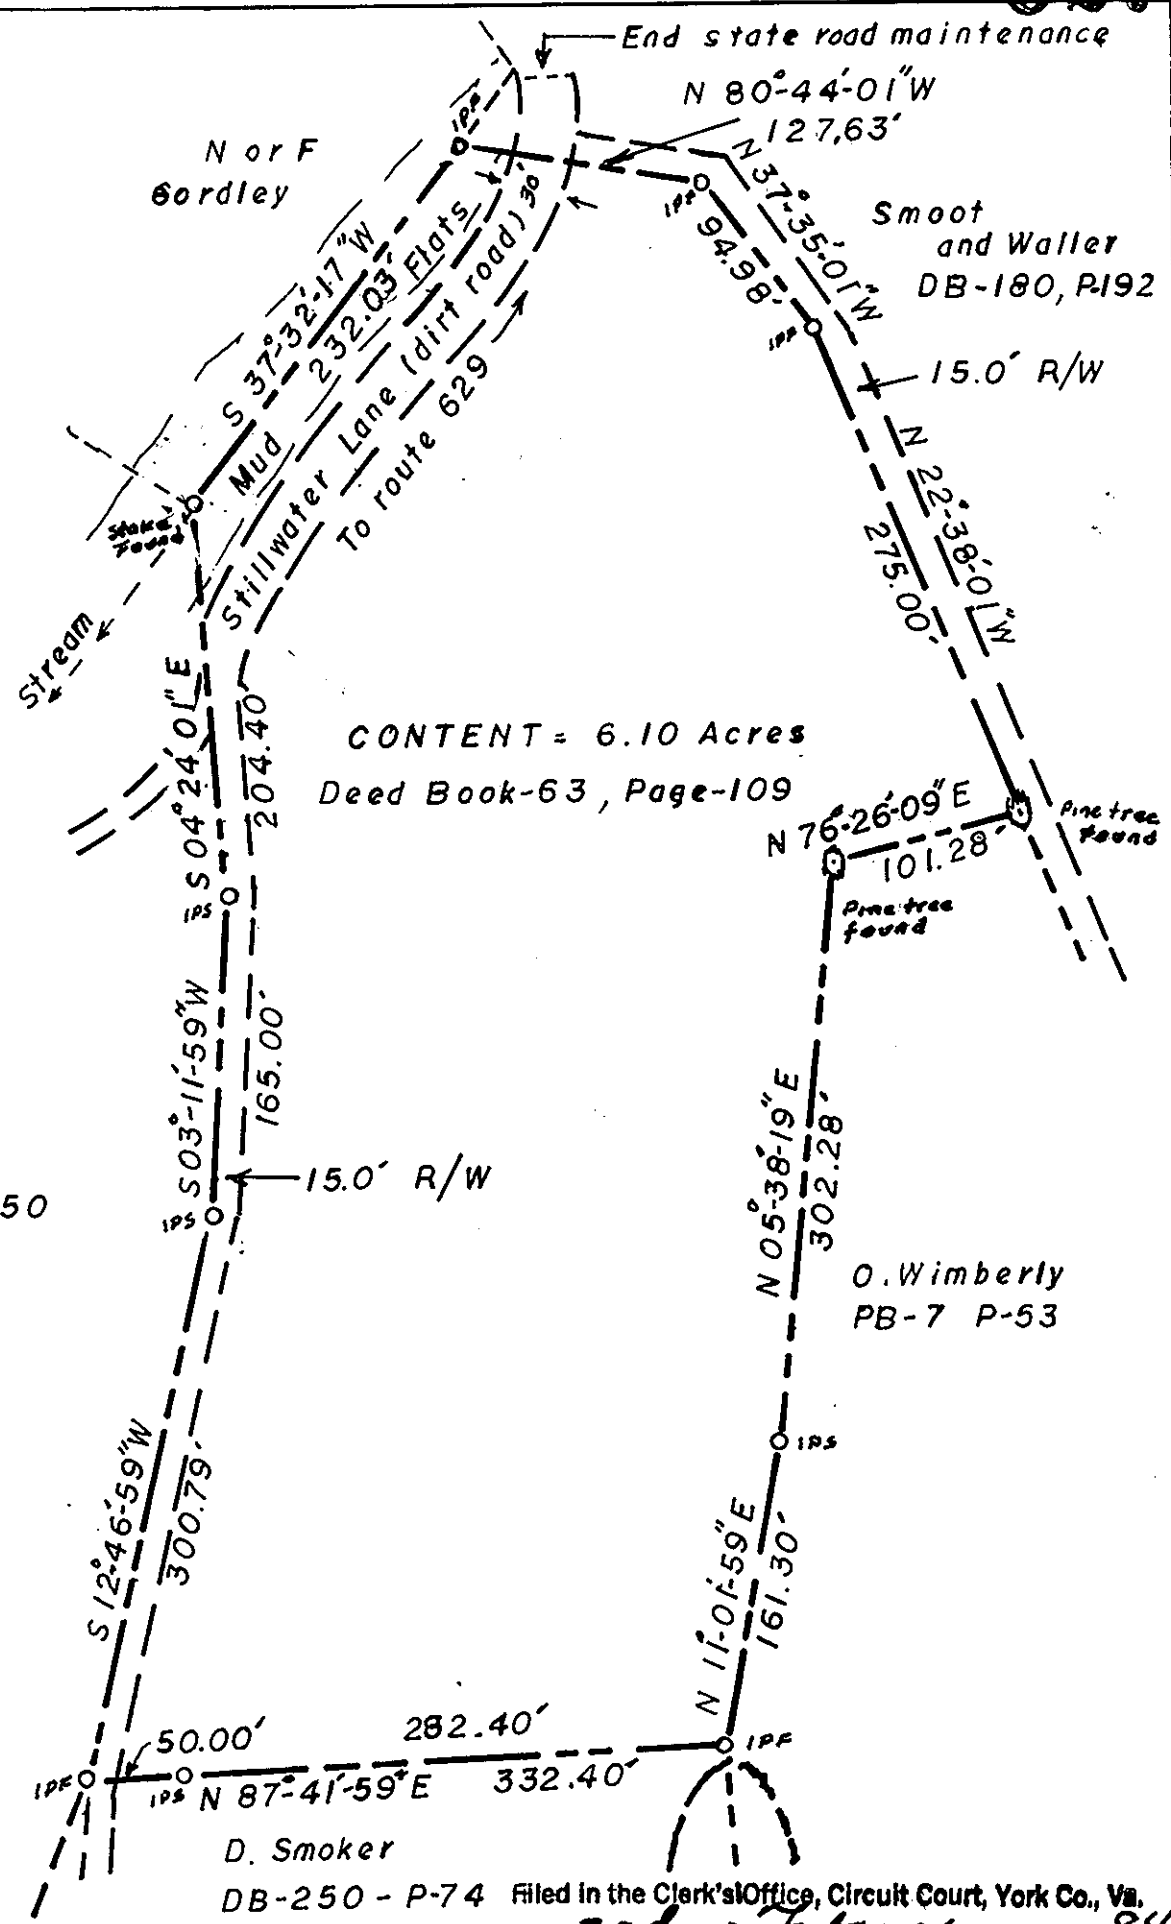 End state road maintenance
N 80°-44'-01"W
127.63'
IPF
N or F
Gordley
S 37°-32'-17"W
232.03'
Mud Flats
Stillwater Lane (dirt road) 30'
To route 629
IPF
N 37°-35'-01"W
94.98'
Smoot
and Waller
DB-180, P-192
IPF
15.0' R/W
N 22°-38'-01"W
275.00'
Stake
Found
Stream
S 04°24'01"E
204.40'
CONTENT = 6.10 Acres
Deed Book-63, Page-109
N 76°-26'-09"E
101.28'
Pine tree
found
Pine tree
found
IPS
S 03°-11'-59"W
165.00'
15.0' R/W
50
IPS
N 05°-38'-19"E
302.28'
O. Wimberly
PB-7 P-53
IPS
S 12°-46'-59"W
300.79'
N 11°-01'-59"E
161.30'
50.00'
282.40'
IPF
IPF
IPS
N 87°-41'-59"E
332.40'
D. Smoker
DB-250 - P-74
Filed in the Clerk's Office, Circuit Court, York Co., Va.